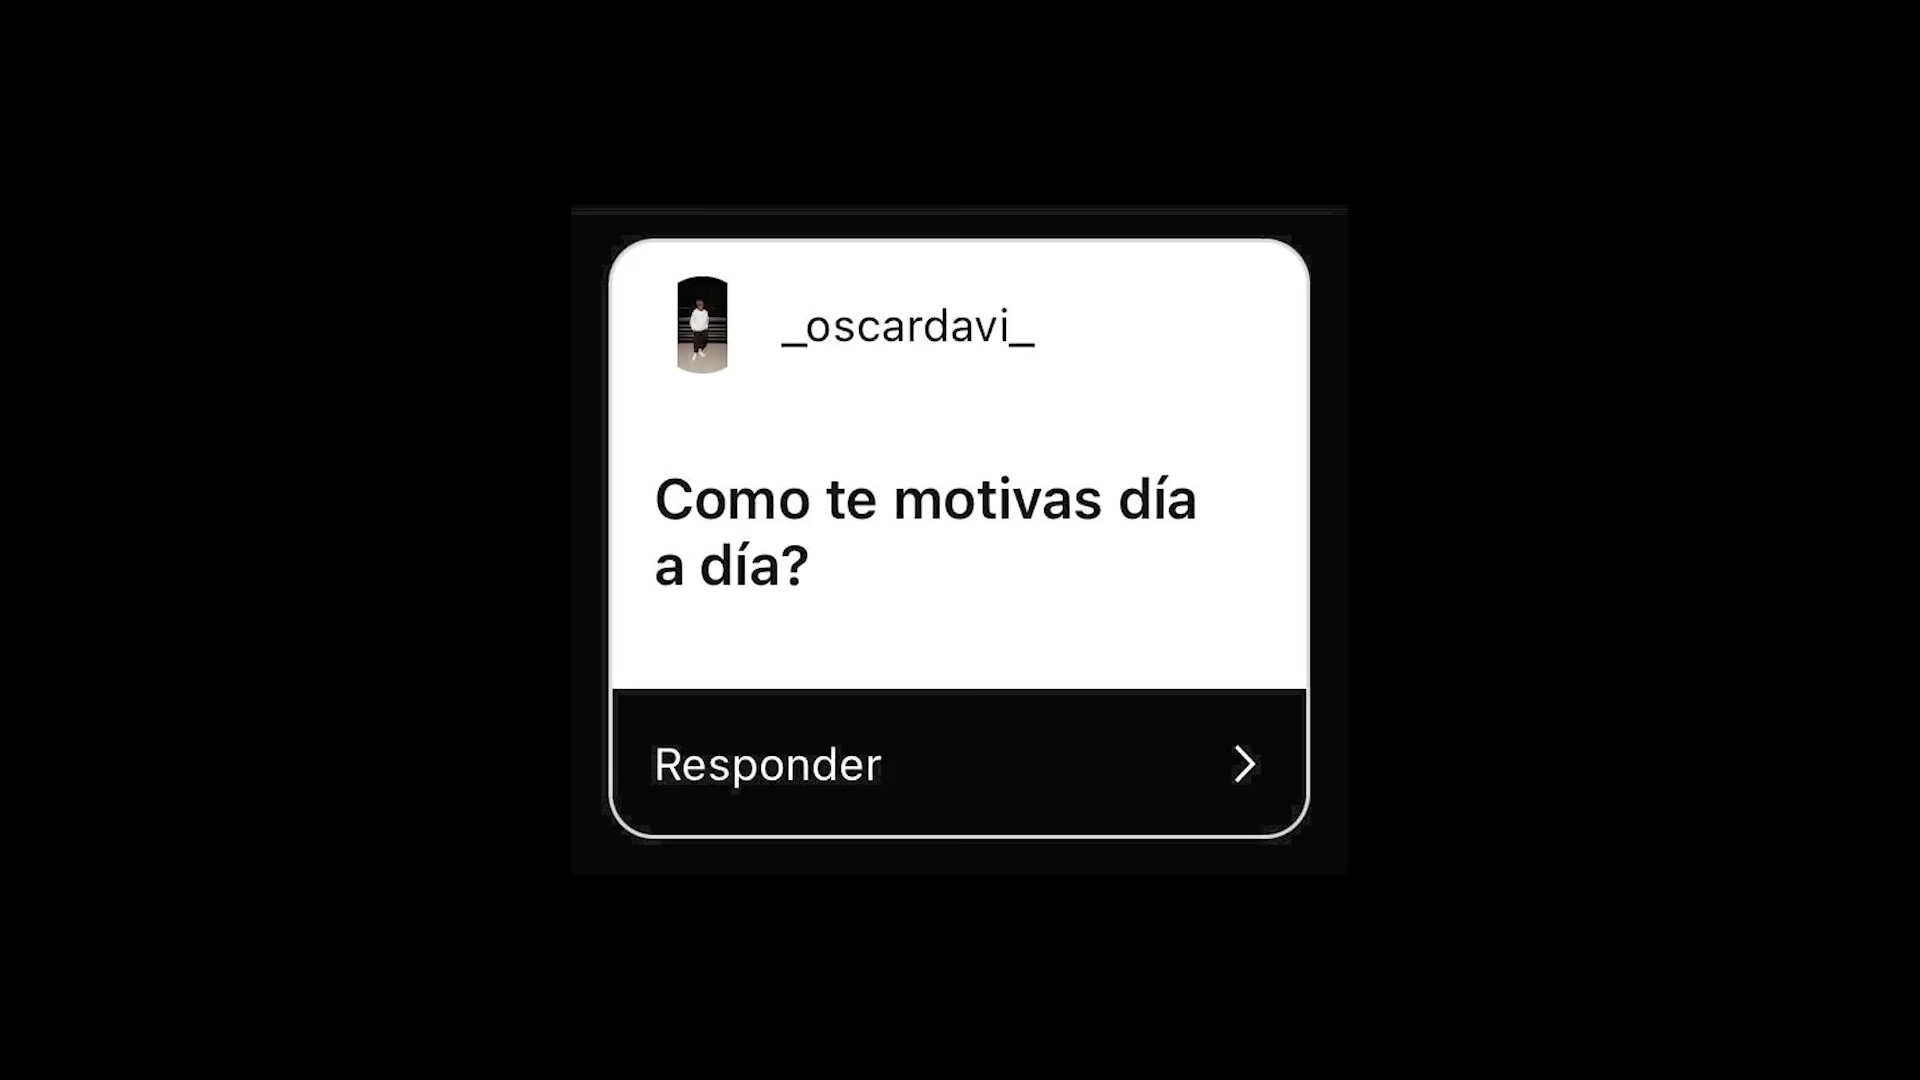 _oscardavi_
Como te motivas día
a día?
Responder